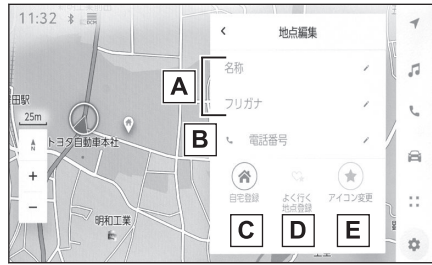 11:32
地点編集
名称
A
フリガナ
B
電話番号
自宅登録
よく行く
地点登録
アイコン変更
C
D
E
田駅
25m
N
トヨタ自動車本社
+
−
明和工業